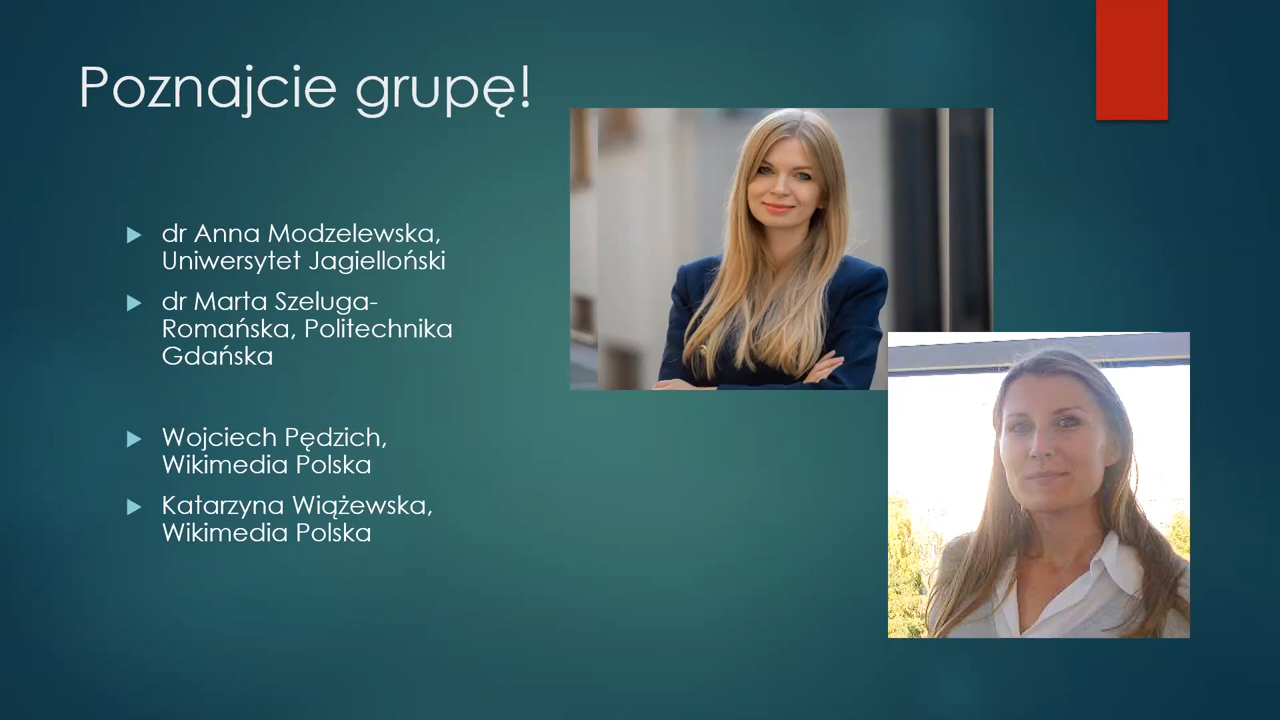 Poznajcie grupę!
dr Anna Modzelewska,
Uniwersytet Jagielloński
dr Marta Szeluga-
Romańska, Politechnika
Gdańska
Wojciech Pędzich,
Wikimedia Polska
Katarzyna Wiążewska,
Wikimedia Polska